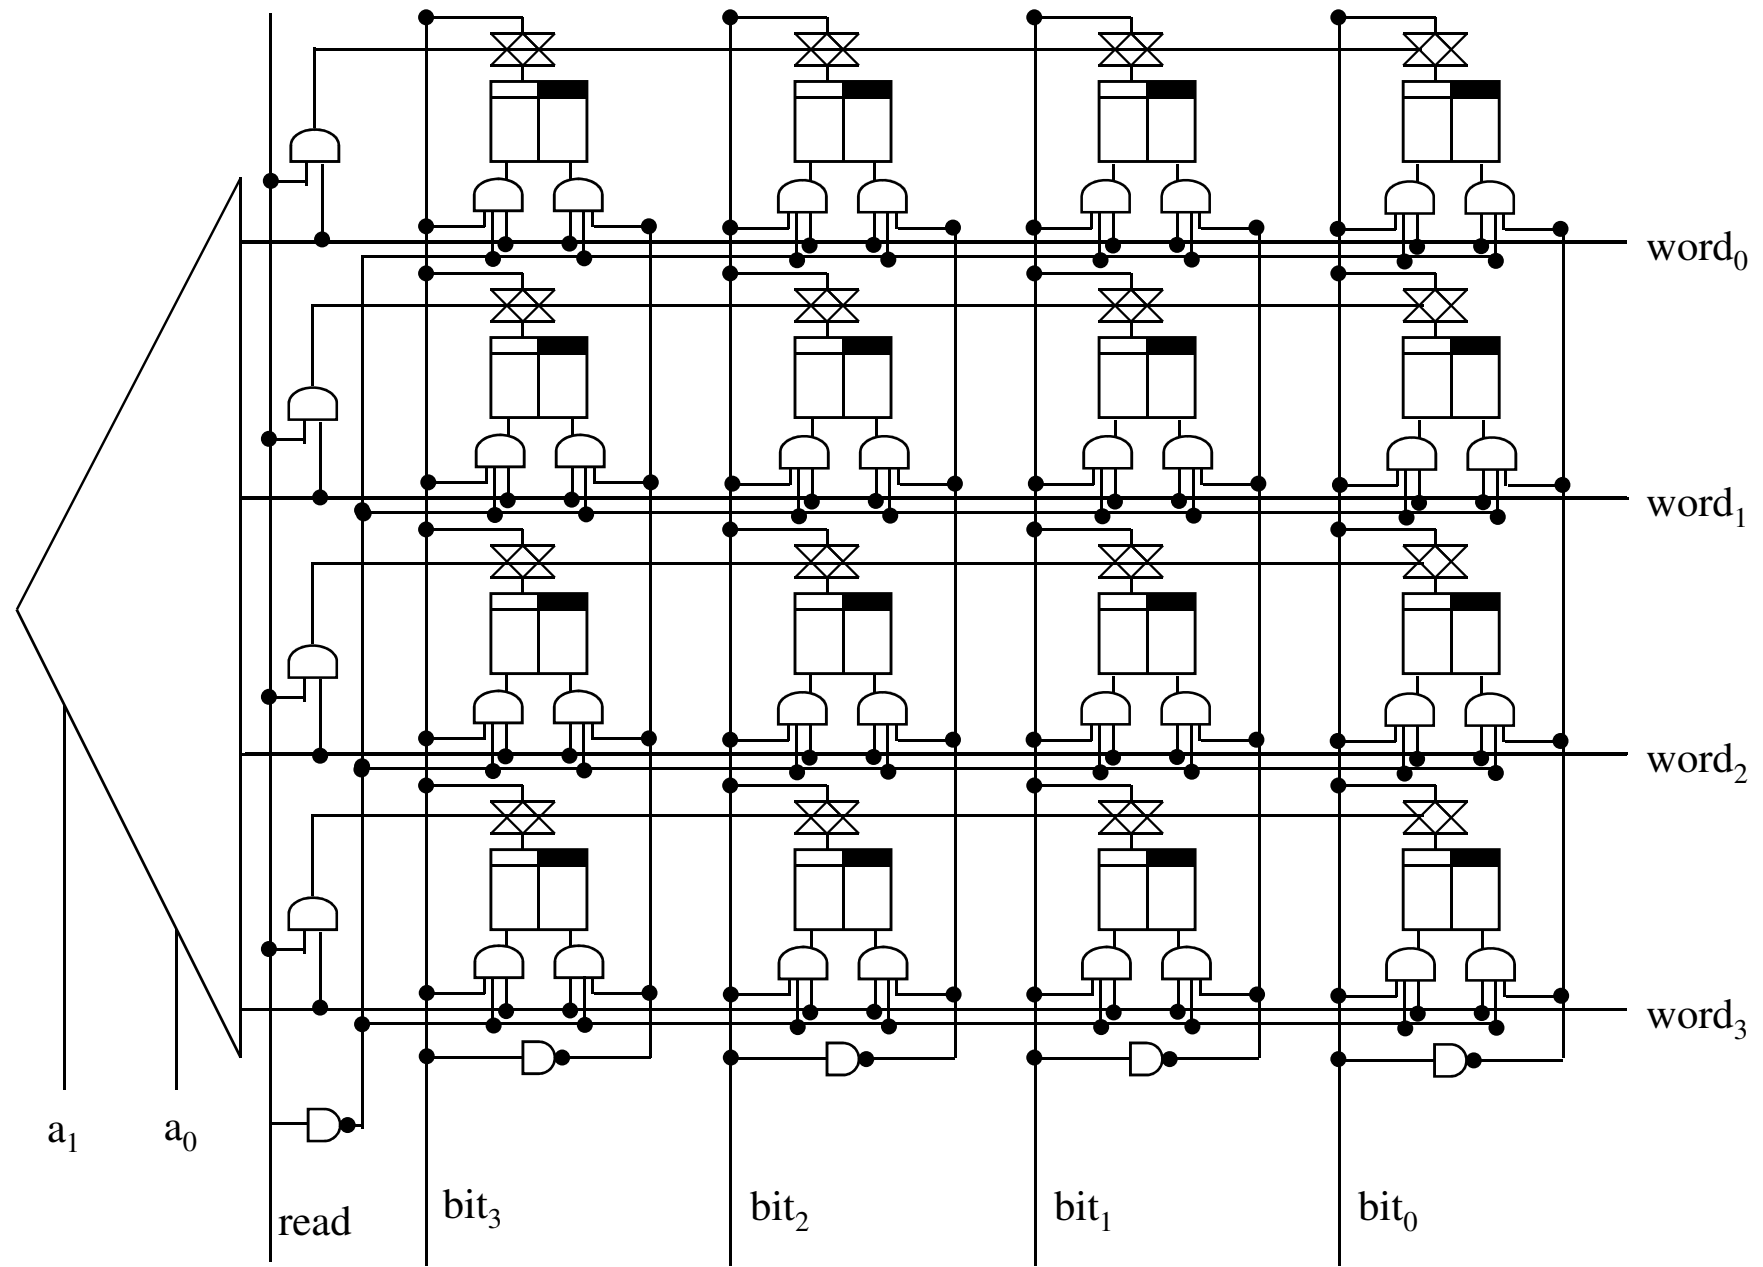 word₀
word₁
word₂
word₃
a₁ a₀
bit₃ bit₂ bit₁ bit₀
read